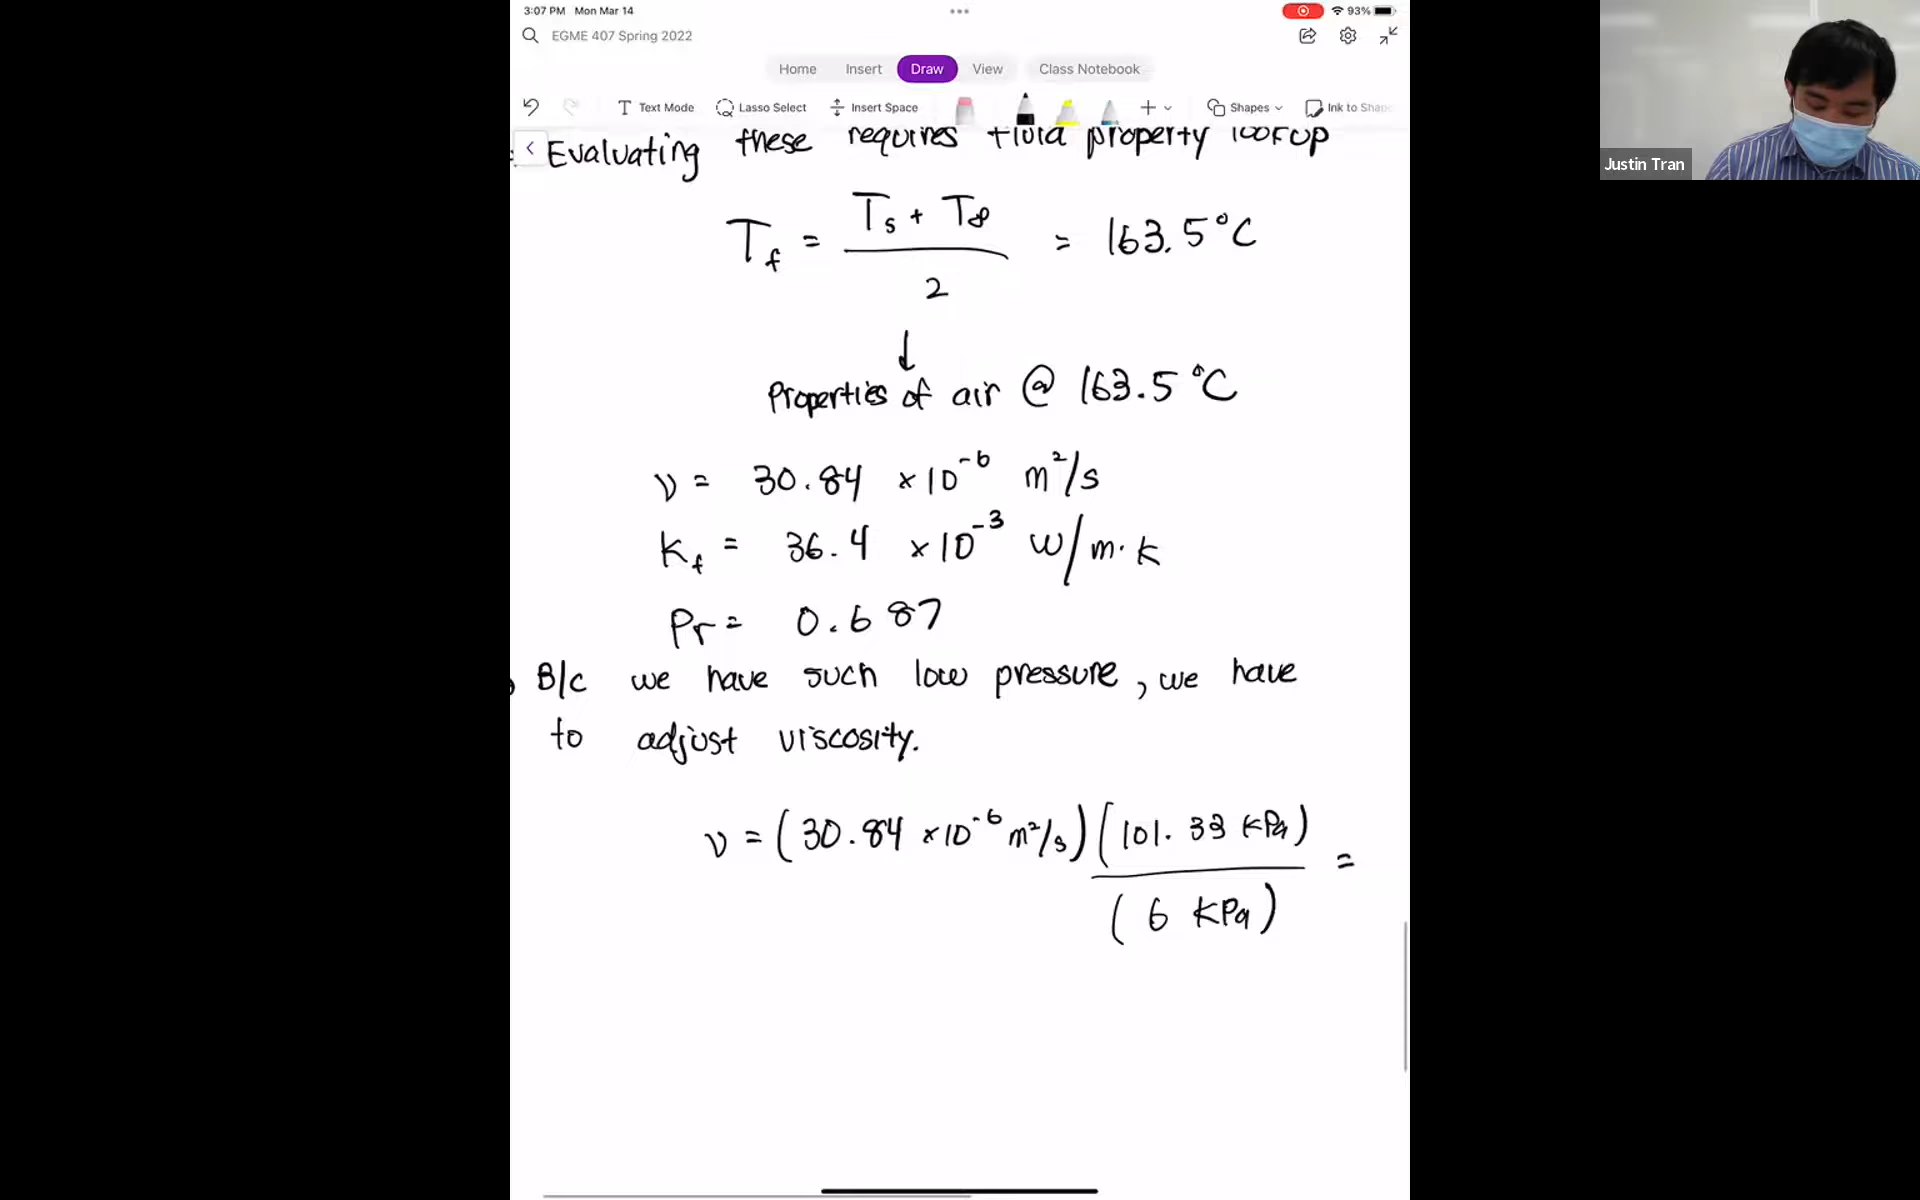 3:07 PM Mon Mar 14
93%
EGME 407 Spring 2022
Home Insert Draw View Class Notebook
Text Mode Lasso Select Insert Space Shapes Ink to Shape
Evaluating these requires fluid property lookup
Tf = (Ts + T∞)/2 = 163.5°C
↓
Properties of air @ 163.5°C
ν = 30.84 ×10⁻⁶ m²/s
Kf = 36.4 ×10⁻³ W/m·K
Pr = 0.687
B/c we have such low pressure, we have
to adjust viscosity.
ν = (30.84 ×10⁻⁶ m²/s) (101.33 kPa)/(6 kPa) =
Justin Tran